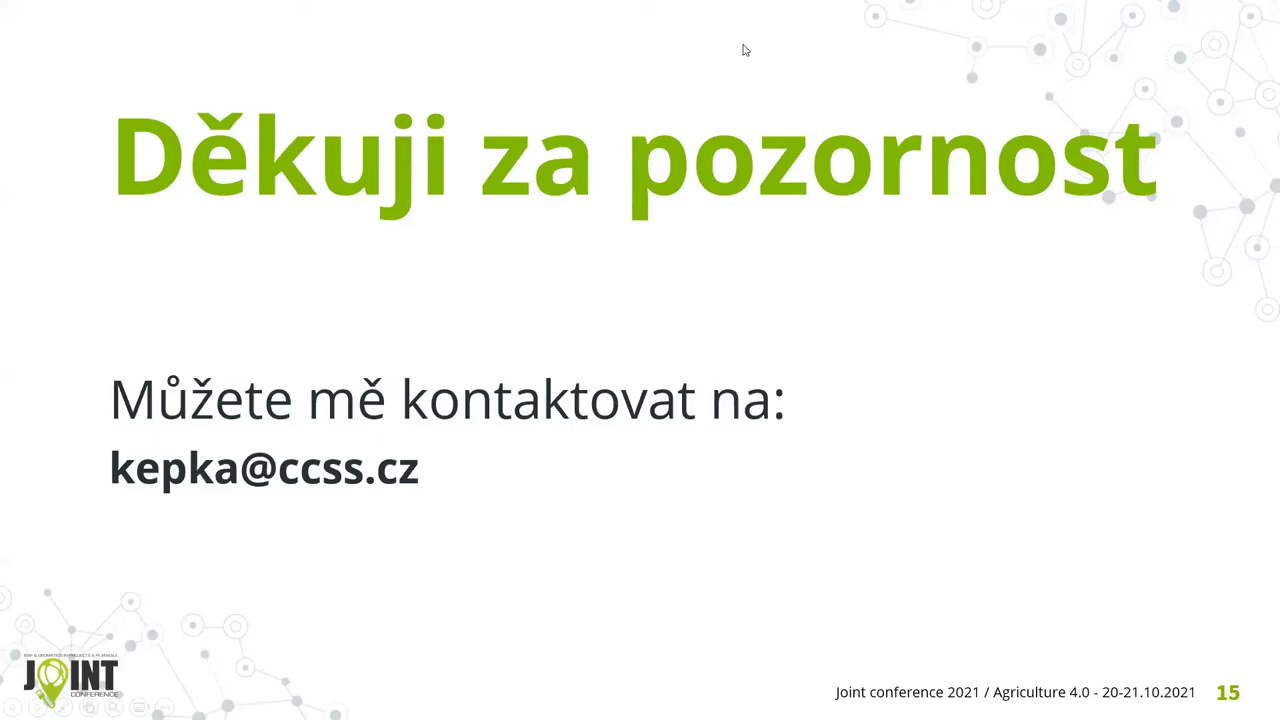 Děkuji za pozornost
Můžete mě kontaktovat na:
kepka@ccss.cz
JOINT
CONFERENCE
Joint conference 2021 / Agriculture 4.0 - 20-21.10.2021
15